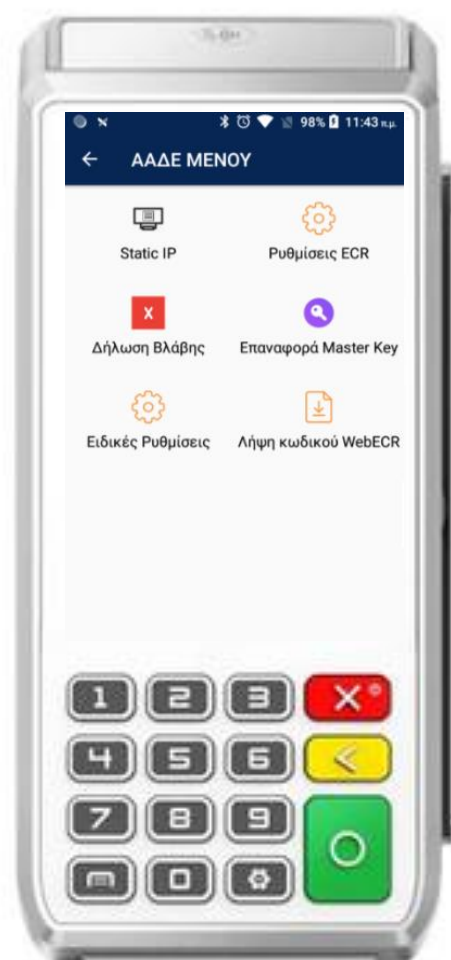 98% 11:43 π.μ.
ΑΑΔΕ ΜΕΝΟΥ
Static IP
Ρυθμίσεις ECR
X
Δήλωση Βλάβης
Επαναφορά Master Key
Ειδικές Ρυθμίσεις
Λήψη κωδικού WebECR
1 2 3
4 5 6
7 8 9
0